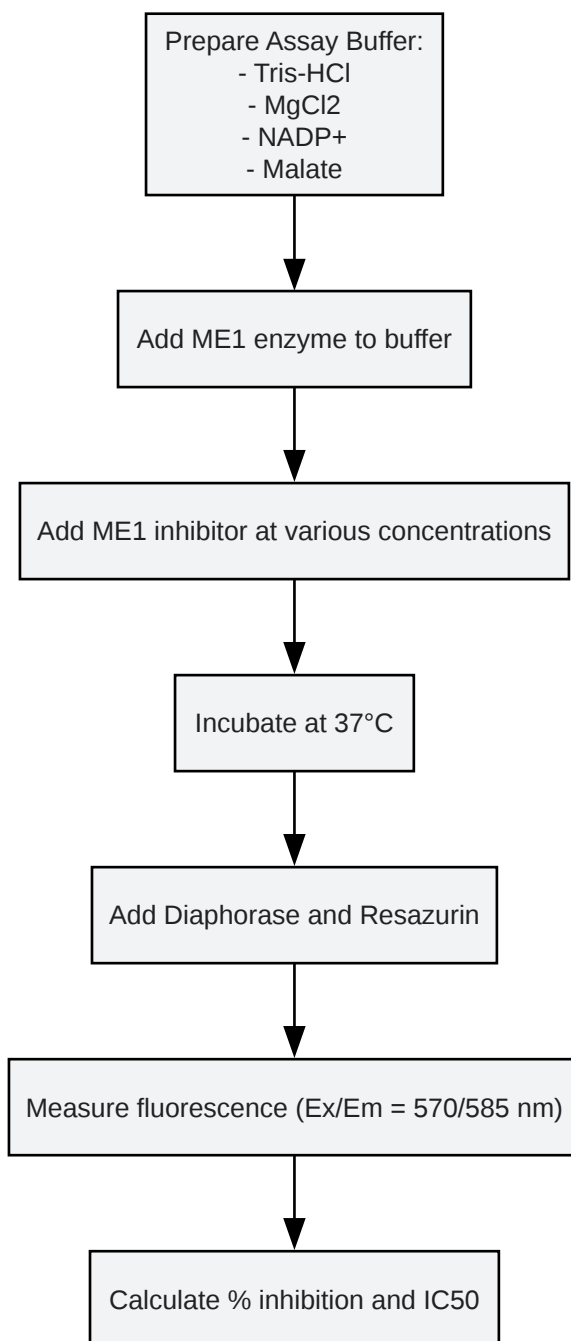 Prepare Assay Buffer:
- Tris-HCl
- MgCl2
- NADP+
- Malate
Add ME1 enzyme to buffer
Add ME1 inhibitor at various concentrations
Incubate at 37°C
Add Diaphorase and Resazurin
Measure fluorescence (Ex/Em = 570/585 nm)
Calculate % inhibition and IC50